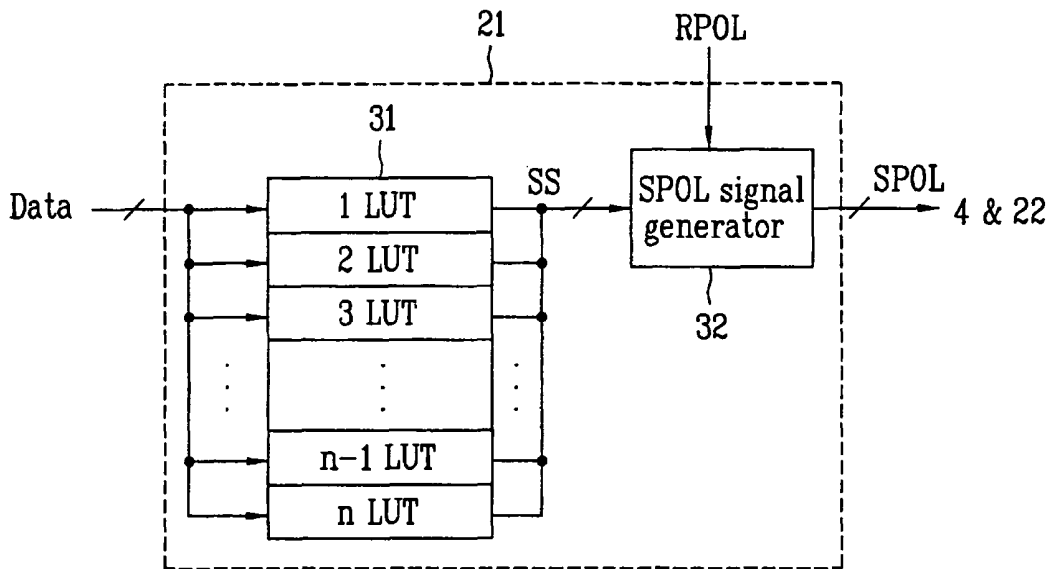 21
RPOL
31
Data
1 LUT
2 LUT
3 LUT
n-1 LUT
n LUT
SS
SPOL signal
generator
32
SPOL
4 & 22